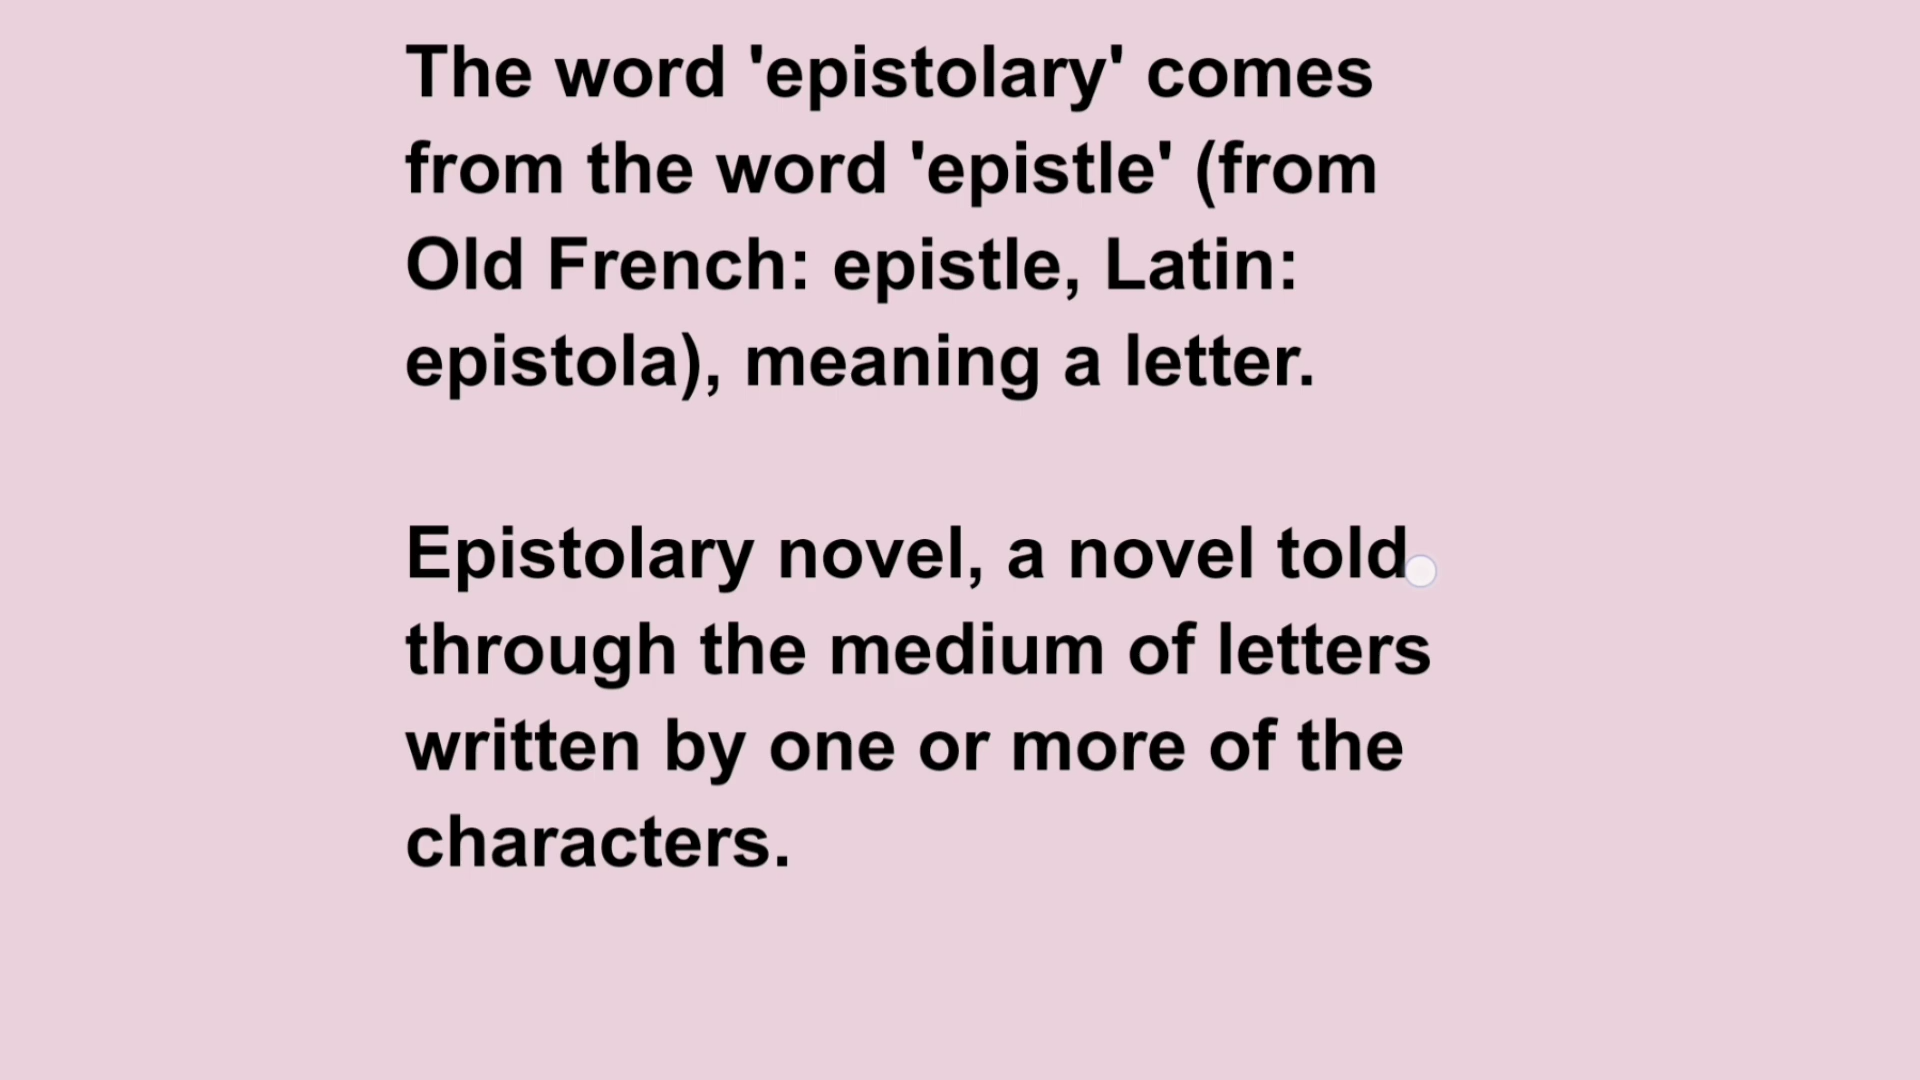 The word 'epistolary' comes
from the word 'epistle' (from
Old French: epistle, Latin:
epistola), meaning a letter.
Epistolary novel, a novel told
through the medium of letters
written by one or more of the
characters.